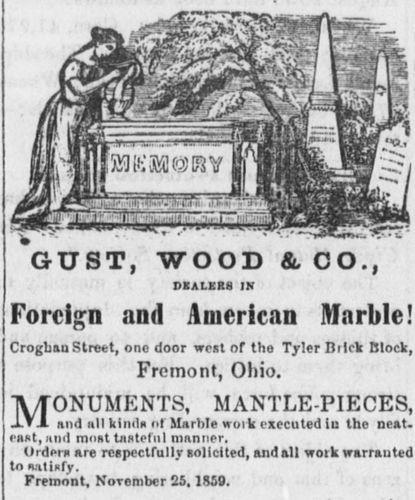 MEMORY
GUST, WOOD & CO.,
DEALERS IN
Foreign and American Marble!
Croghan Street, one door west of the Tyler Brick Block,
Fremont, Ohio.
MONUMENTS, MANTLE-PIECES,
and all kinds of Marble work executed in the neat-
east, and most tasteful manner.
Orders are respectfully solicited, and all work warranted
to satisfy.
Fremont, November 25, 1859.